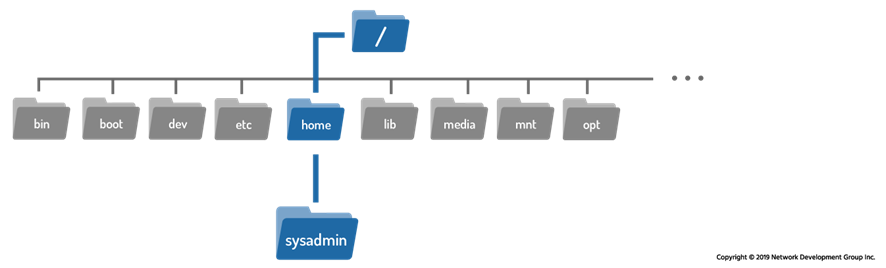 /
bin boot dev etc home lib media mnt opt
sysadmin
Copyright © 2019 Network Development Group Inc.